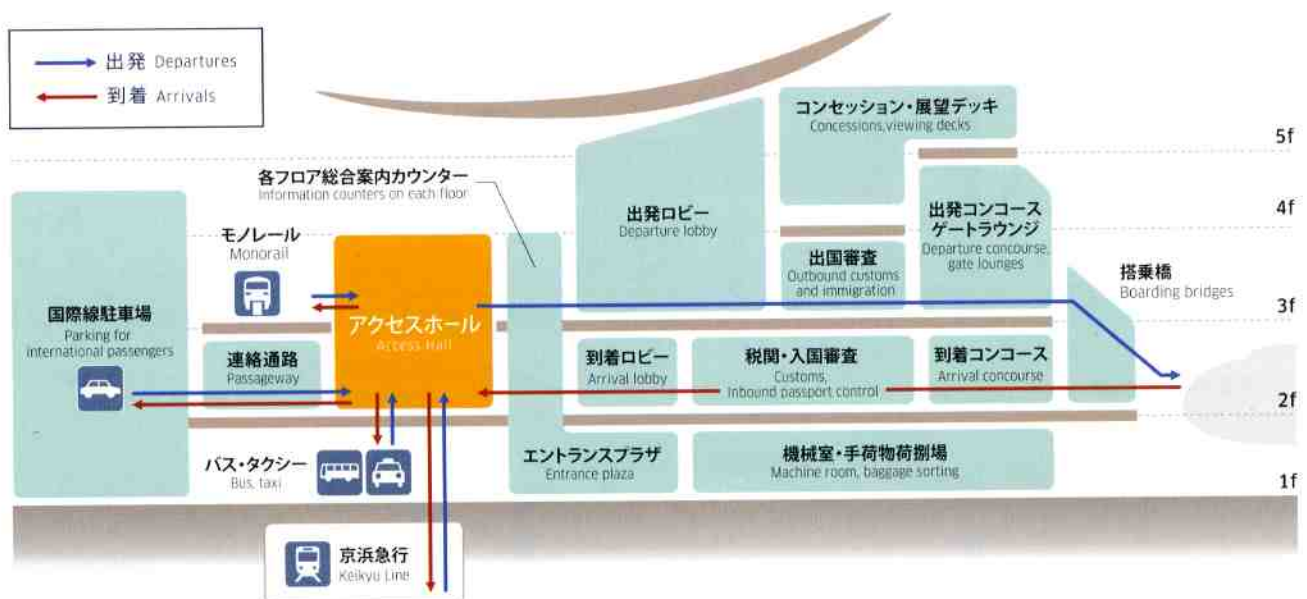 出発 Departures
到着 Arrivals
コンセッション・展望デッキ
Concessions,viewing decks
5f
各フロア総合案内カウンター
Information counters on each floor
出発ロビー
Departure lobby
出発コンコース
ゲートラウンジ
Departure concourse,
gate lounges
4f
モノレール
Monorail
出国審査
Outbound customs
and immigration
搭乗橋
Boarding bridges
国際線駐車場
Parking for
international passengers
アクセスホール
Access Hall
3f
連絡通路
Passageway
到着ロビー
Arrival lobby
税関・入国審査
Customs,
Inbound passport control
到着コンコース
Arrival concourse
2f
バス・タクシー
Bus, taxi
エントランスプラザ
Entrance plaza
機械室・手荷物荷捌場
Machine room, baggage sorting
1f
京浜急行
Keikyu Line